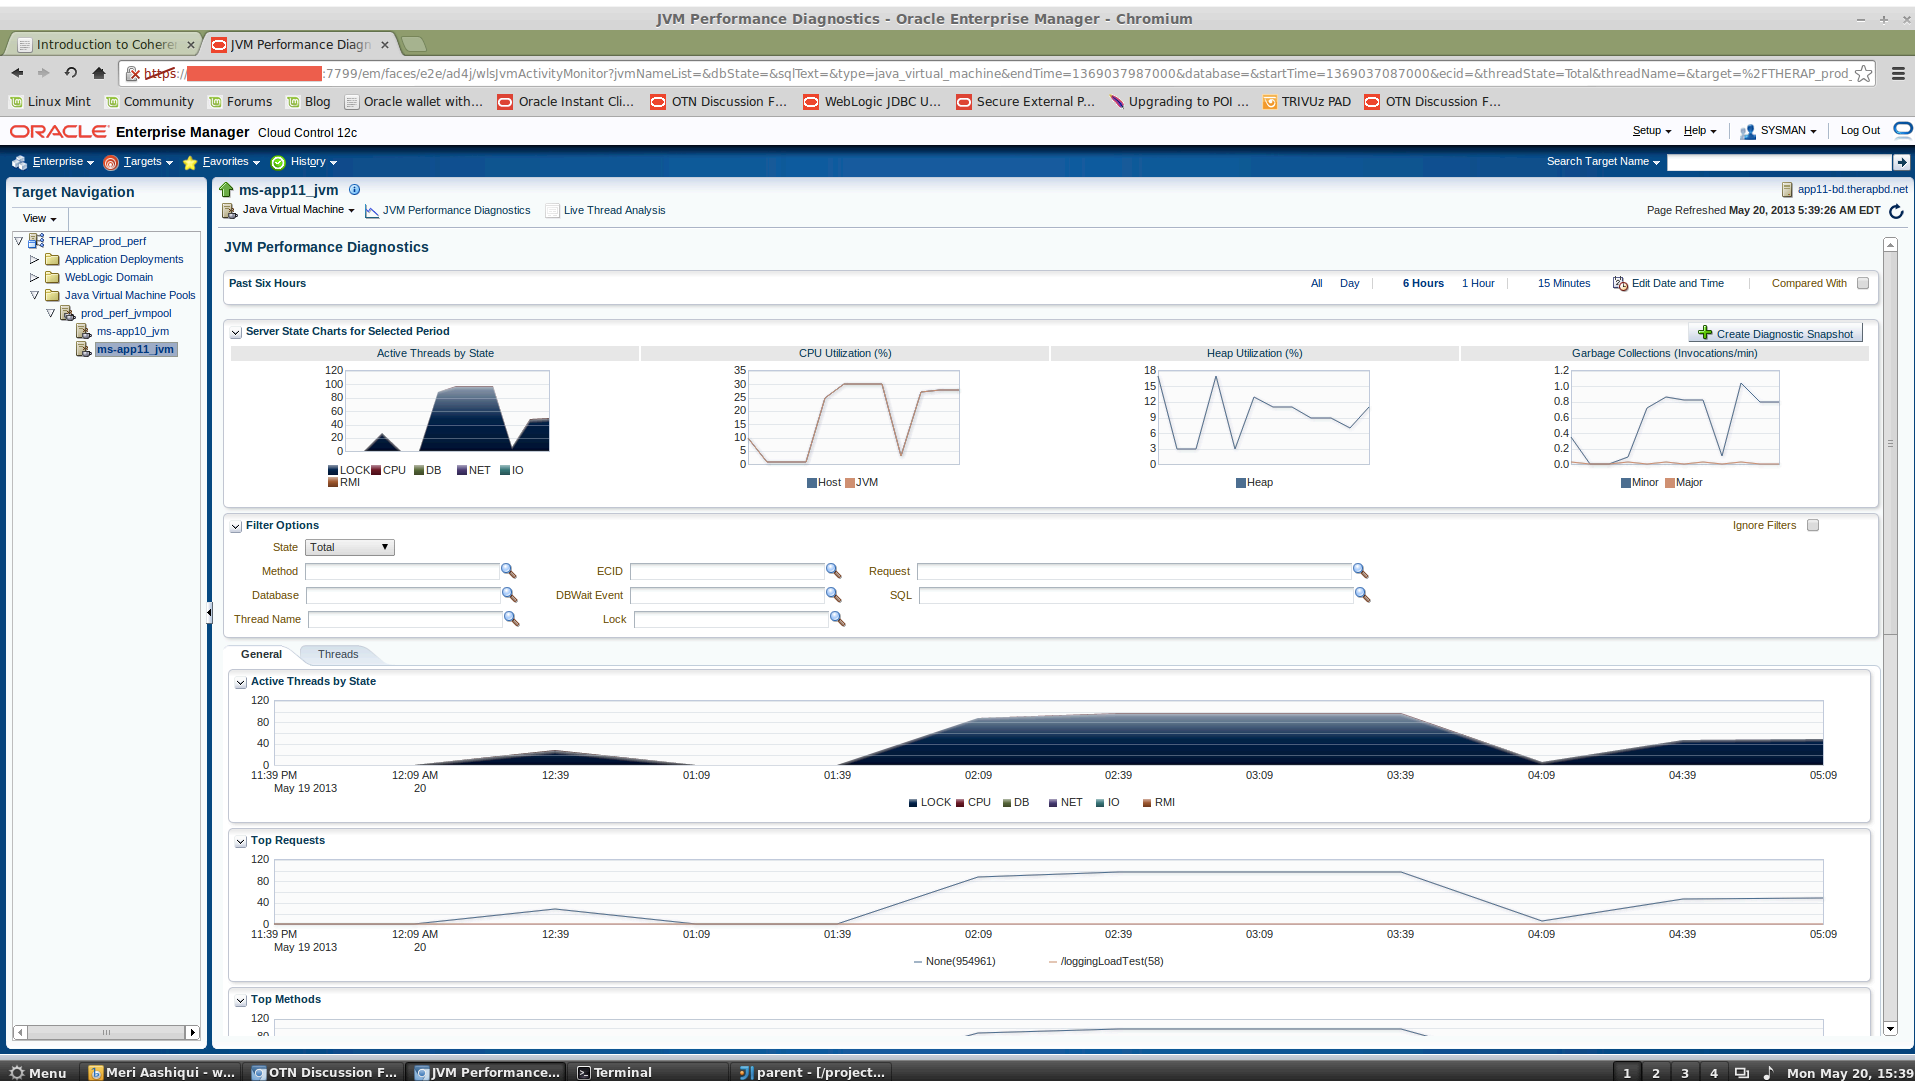 JVM Performance Diagnostics - Oracle Enterprise Manager - Chromium
Introduction to Coher
JVM Performance Diagn
https://
:7799/em/faces/e2e/ad4j/wlsJvmActivityMonitor?jvmNameList=&dbState=&sqlText=&type=java_virtual_machine&endTime=1369037987000&database=&startTime=1369037087000&ecid=&threadState=Total&threadName=&target=%2FTHERAP_prod_
Linux Mint Community Forums Blog Oracle wallet with... Oracle Instant Cli... OTN Discussion F... WebLogic JDBC U... Secure External P... Upgrading to POI ... TRIVUz PAD OTN Discussion F...
ORACLE Enterprise Manager Cloud Control 12c
Setup Help SYSMAN Log Out
Enterprise Targets Favorites History
Search Target Name
Target Navigation
View
THERAP_prod_perf
Application Deployments
WebLogic Domain
Java Virtual Machine Pools
prod_perf_jvmpool
ms-app10_jvm
ms-app11_jvm
ms-app11_jvm
app11-bd.therapbd.net
Java Virtual Machine JVM Performance Diagnostics Live Thread Analysis
Page Refreshed May 20, 2013 5:39:26 AM EDT
JVM Performance Diagnostics
Past Six Hours
All Day 6 Hours 1 Hour 15 Minutes Edit Date and Time Compared With
Server State Charts for Selected Period
Create Diagnostic Snapshot
Active Threads by State
120
100
80
60
40
20
0
LOCK CPU DB NET IO
RMI
CPU Utilization (%)
35
30
25
20
15
10
5
0
Host JVM
Heap Utilization (%)
18
15
12
9
6
3
0
Heap
Garbage Collections (Invocations/min)
1.2
1.0
0.8
0.6
0.4
0.2
0.0
Minor Major
Filter Options
Ignore Filters
State Total
Method ECID Request
Database DBWait Event SQL
Thread Name Lock
General Threads
Active Threads by State
120
80
40
0
11:39 PM 12:09 AM 12:39 01:09 01:39 02:09 02:39 03:09 03:39 04:09 04:39 05:09
May 19 2013 20
LOCK CPU DB NET IO RMI
Top Requests
120
80
40
0
11:39 PM 12:09 AM 12:39 01:09 01:39 02:09 02:39 03:09 03:39 04:09 04:39 05:09
May 19 2013 20
None(954961) /loggingLoadTest(58)
Top Methods
120
80
Menu Meri Aashiqui - w... OTN Discussion F... JVM Performance... Terminal parent - [/project...
1 2 3 4 Mon May 20, 15:39